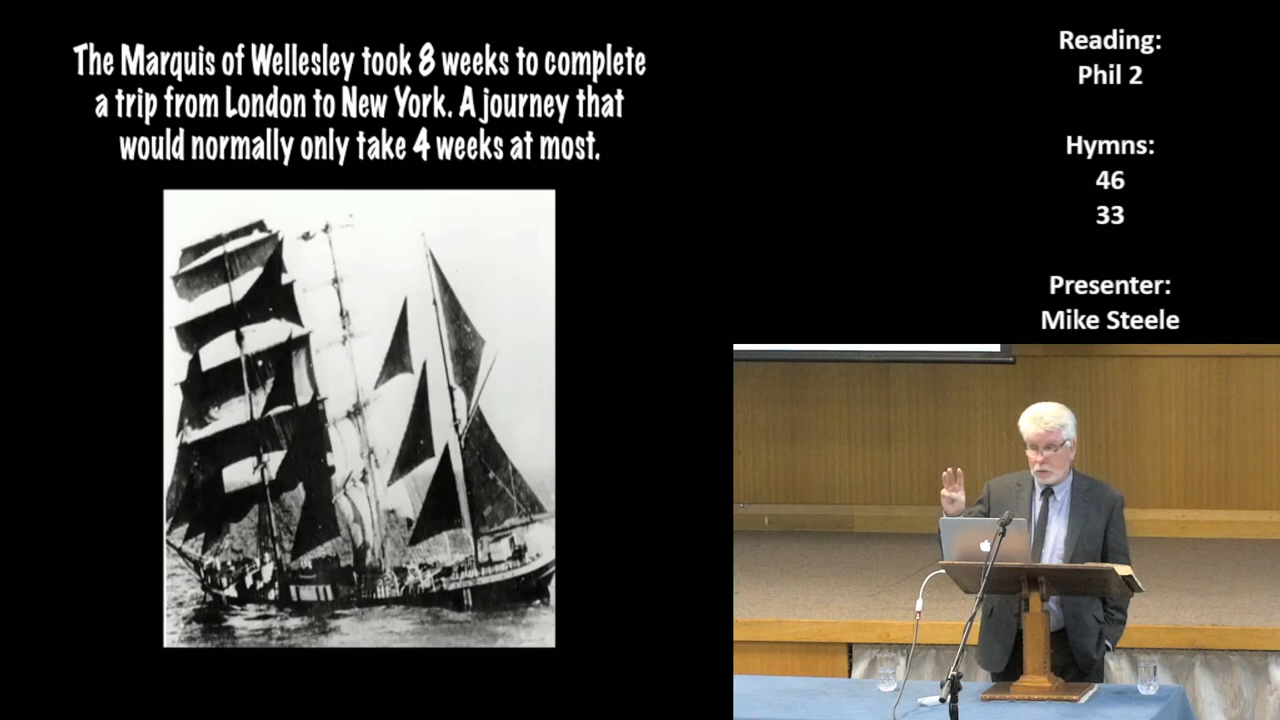 The Marquis of Wellesley took 8 weeks to complete
a trip from London to New York. A journey that
would normally only take 4 weeks at most.
Reading:
Phil 2
Hymns:
46
33
Presenter:
Mike Steele